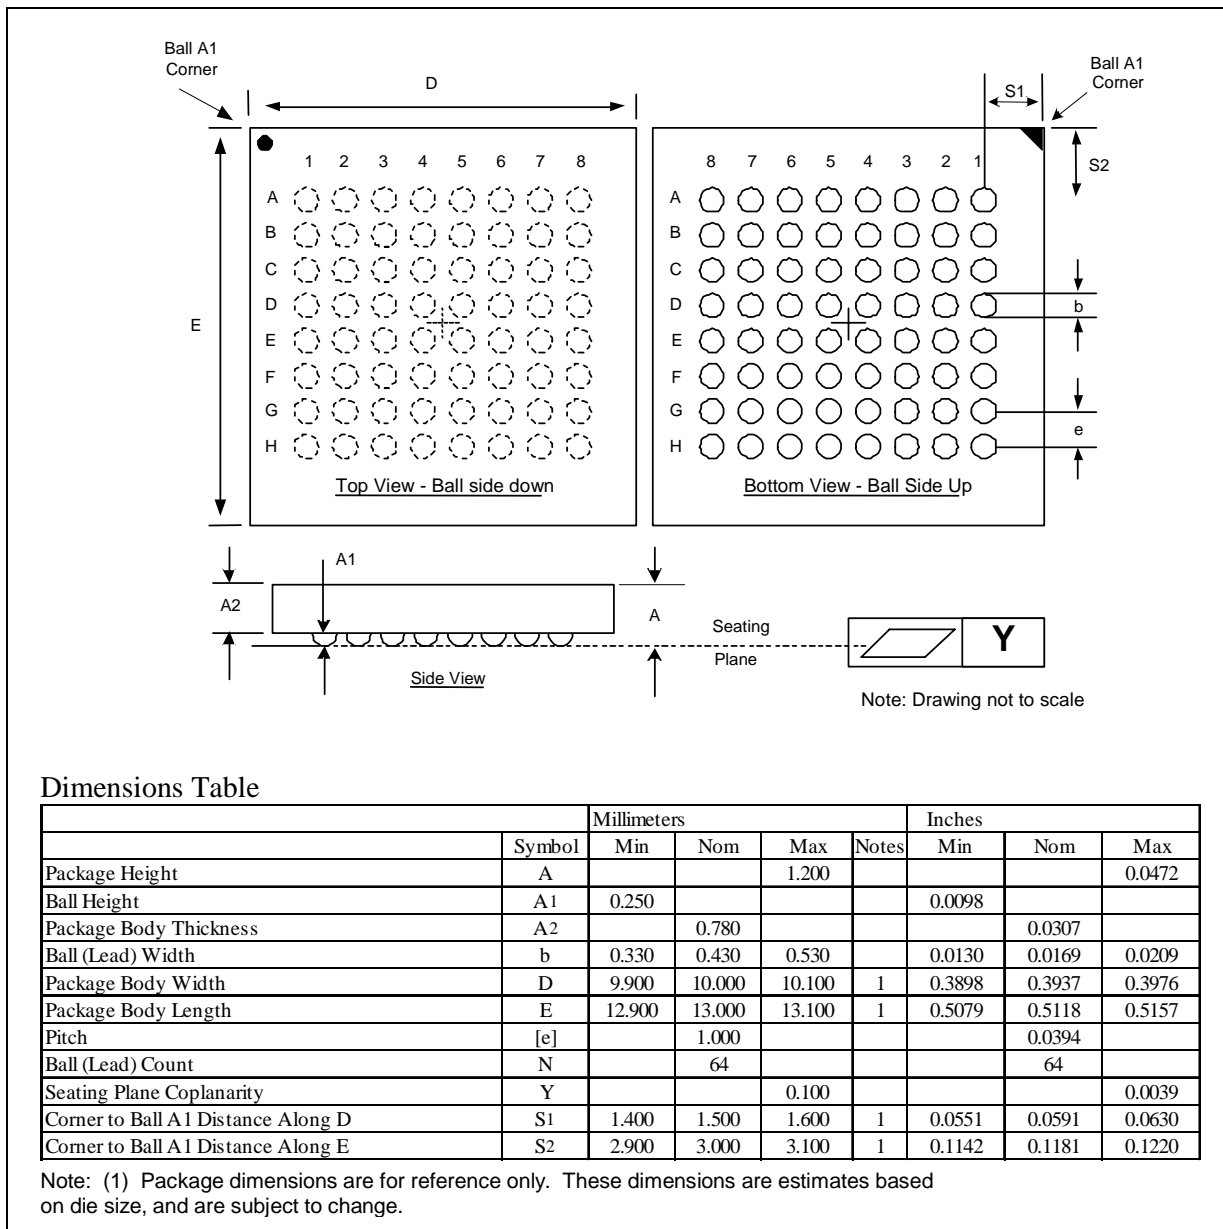 Ball A1
Corner
D
S1
Ball A1
Corner
S2
1 2 3 4 5 6 7 8
8 7 6 5 4 3 2 1
A
B
C
D
E
F
G
H
E
A
B
C
D
E
F
G
H
b
e
Top View - Ball side down
Bottom View - Ball Side Up
A1
A2
A
Seating
Plane
Y
Side View
Note: Drawing not to scale
Dimensions Table
Millimeters Inches
Symbol Min Nom Max Notes Min Nom Max
Package Height A 1.200 0.0472
Ball Height A1 0.250 0.0098
Package Body Thickness A2 0.780 0.0307
Ball (Lead) Width b 0.330 0.430 0.530 0.0130 0.0169 0.0209
Package Body Width D 9.900 10.000 10.100 1 0.3898 0.3937 0.3976
Package Body Length E 12.900 13.000 13.100 1 0.5079 0.5118 0.5157
Pitch [e] 1.000 0.0394
Ball (Lead) Count N 64 64
Seating Plane Coplanarity Y 0.100 0.0039
Corner to Ball A1 Distance Along D S1 1.400 1.500 1.600 1 0.0551 0.0591 0.0630
Corner to Ball A1 Distance Along E S2 2.900 3.000 3.100 1 0.1142 0.1181 0.1220
Note: (1) Package dimensions are for reference only. These dimensions are estimates based
on die size, and are subject to change.